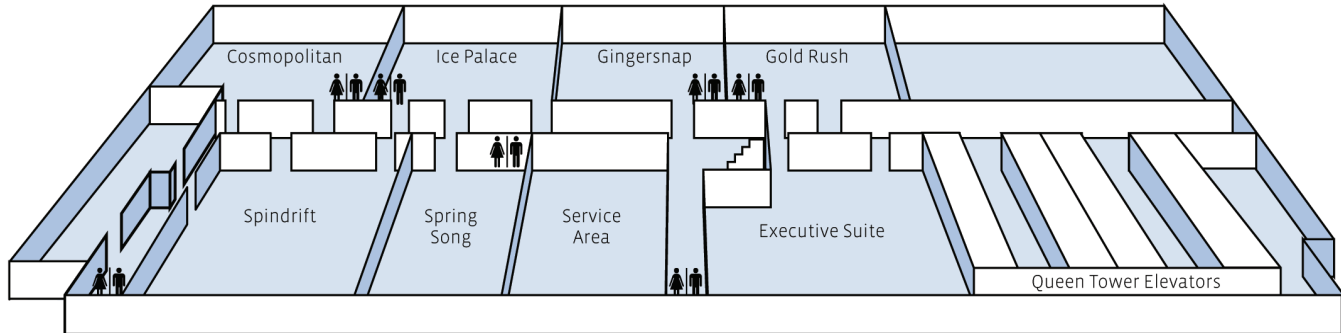 Cosmopolitan
Ice Palace
Gingersnap
Gold Rush
Spindrift
Spring
Song
Service
Area
Executive Suite
Queen Tower Elevators